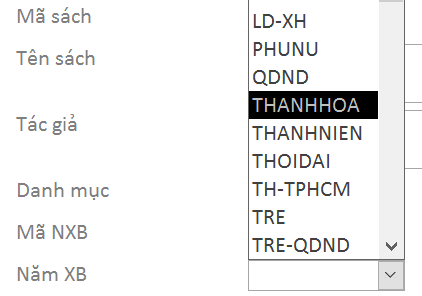 Mã sách
Tên sách
Tác giả
Danh mục
Mã NXB
Năm XB
LD-XH
PHUNU
QDND
THANHHOA
THANHNIEN
THOIDAI
TH-TPHCM
TRE
TRE-QDND